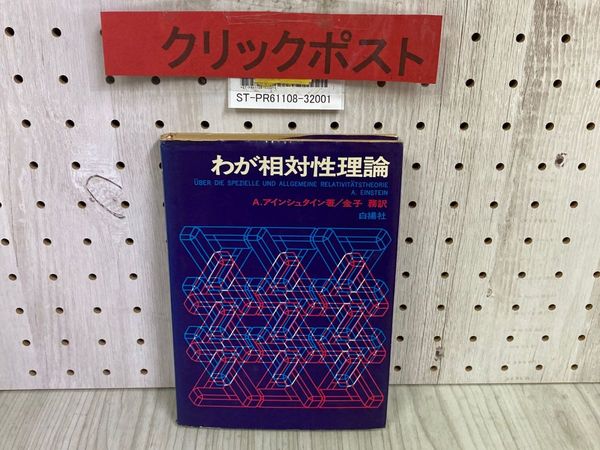 クリックポスト
ST-PR61108-32001
わが相対性理論
ÜBER DIE SPEZIELLE UND ALLGEMEINE RELATIVITÄTSTHEORIE
A. EINSTEIN
A.アインシュタイン著/金子 務訳
白揚社